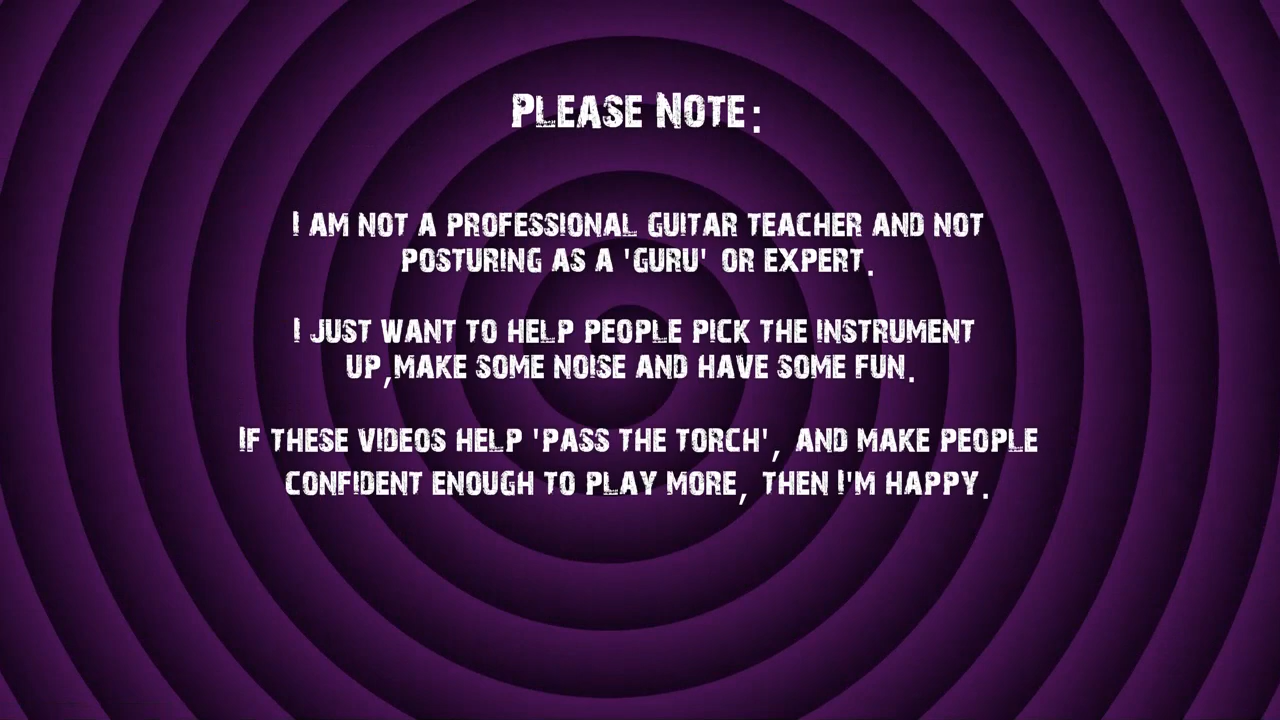 Please Note:
I am not a professional guitar teacher and not
posturing as a 'guru' or expert.
I just want to help people pick the instrument
up,make some noise and have some fun.
If these videos help 'pass the torch', and make people
confident enough to play more, then I'm happy.